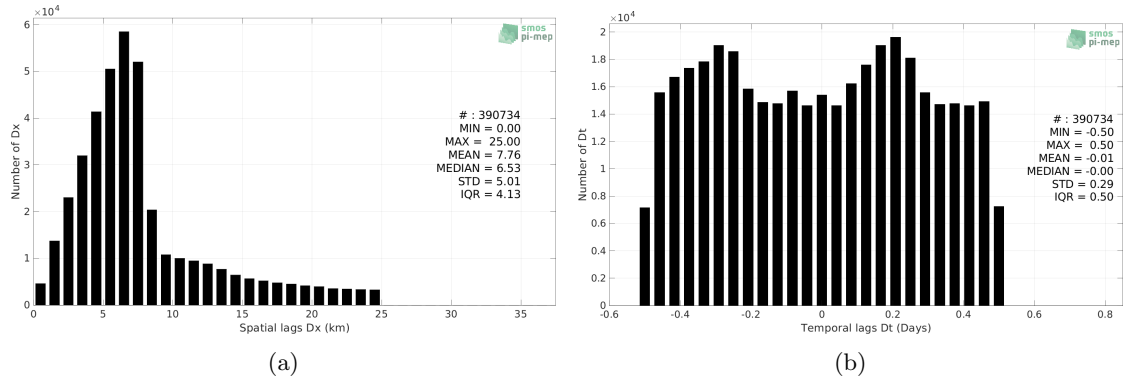 ×10⁴
6
5
4
3
2
1
0
Number of Dx
0 5 10 15 20 25 30 35
Spatial lags Dx (km)
smos
pi-mep
# : 390734
MIN = 0.00
MAX = 25.00
MEAN = 7.76
MEDIAN = 6.53
STD = 5.01
IQR = 4.13
(a)
×10⁴
2
1.8
1.6
1.4
1.2
1
0.8
0.6
0.4
0.2
0
Number of Dt
-0.6 -0.4 -0.2 0 0.2 0.4 0.6 0.8
Temporal lags Dt (Days)
smos
pi-mep
# : 390734
MIN = -0.50
MAX = 0.50
MEAN = -0.01
MEDIAN = -0.00
STD = 0.29
IQR = 0.50
(b)